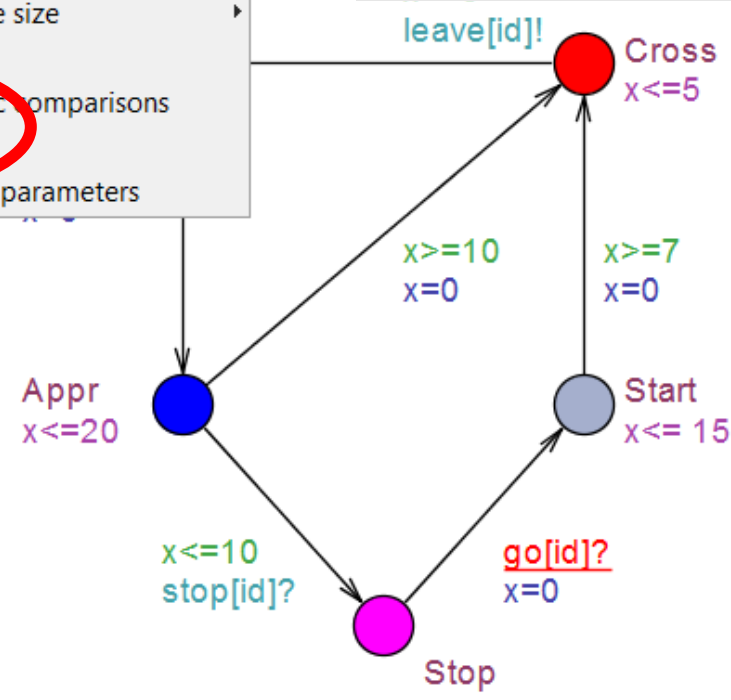 size
leave[id]!
Cross
x<=5
comparisons
parameters
x>=10
x=0
x>=7
x=0
Appr
x<=20
Start
x<= 15
x<=10
stop[id]?
go[id]?
x=0
Stop